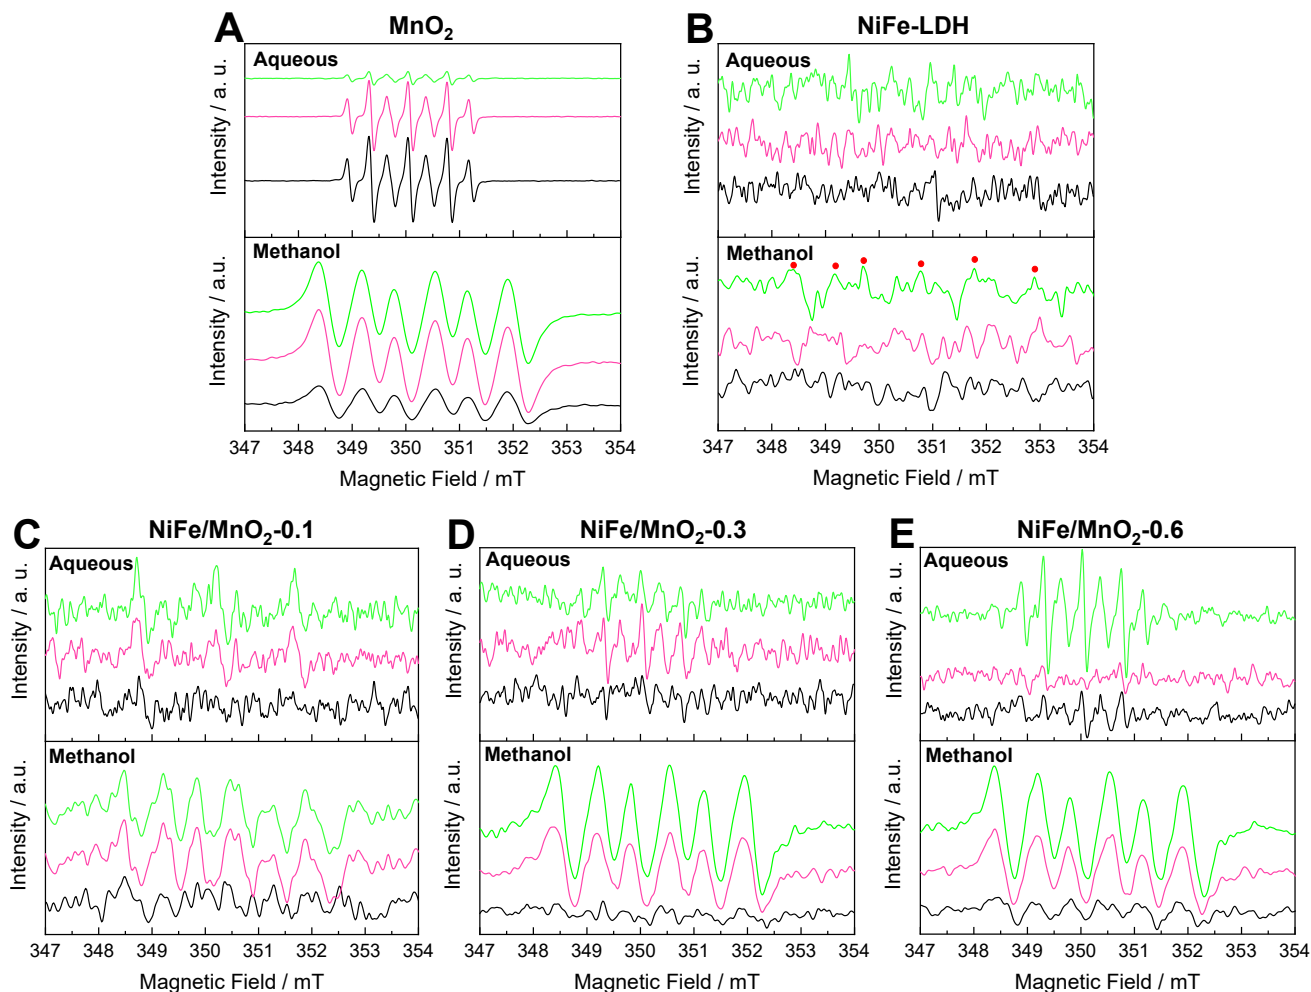 A
MnO₂
Aqueous
Intensity / a. u.
Methanol
Intensity / a.u.
347 348 349 350 351 352 353 354
Magnetic Field / mT
B
NiFe-LDH
Aqueous
Intensity / a. u.
Methanol
Intensity / a.u.
347 348 349 350 351 352 353 354
Magnetic Field / mT
C
NiFe/MnO₂-0.1
Aqueous
Intensity / a. u.
Methanol
Intensity / a.u.
347 348 349 350 351 352 353 354
Magnetic Field / mT
D
NiFe/MnO₂-0.3
Aqueous
Intensity / a. u.
Methanol
Intensity / a.u.
347 348 349 350 351 352 353 354
Magnetic Field / mT
E
NiFe/MnO₂-0.6
Aqueous
Intensity / a. u.
Methanol
Intensity / a.u.
347 348 349 350 351 352 353 354
Magnetic Field / mT